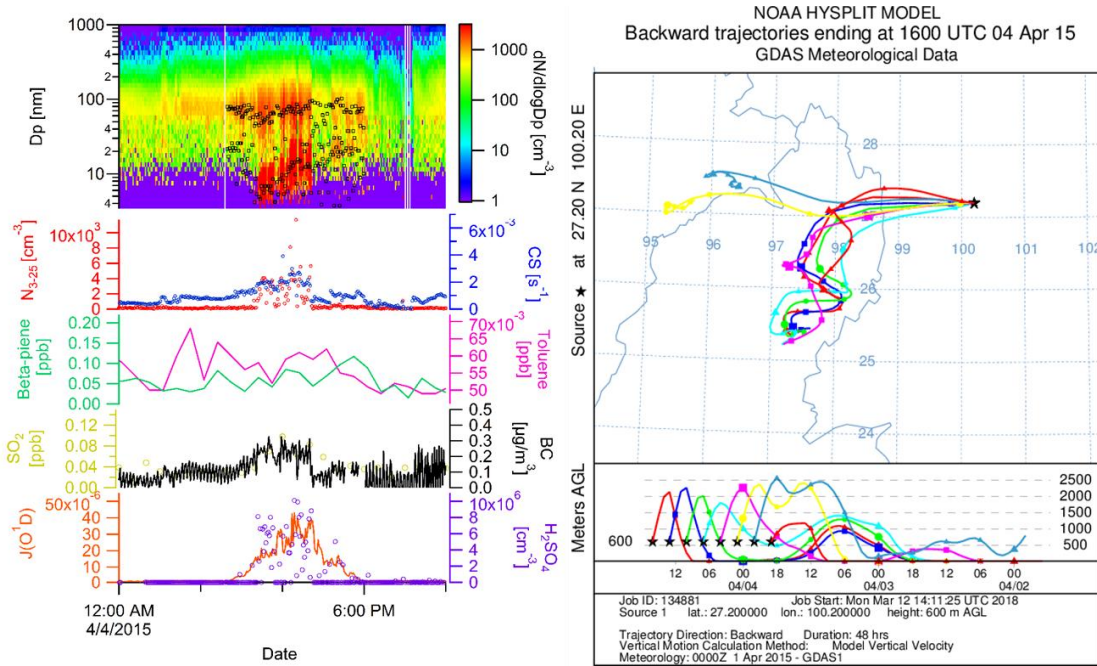 1000
100
10
4
2
4
2
4
Dp [nm]
1000
100
10
1
dN/dlogDp [cm-3]
10x10³
8
6
4
2
0
N3-25 [cm-3]
6x10-3
4
2
0
CS [s-1]
0.20
0.15
0.10
0.05
0.00
Beta-piene
[ppb]
70x10-3
65
60
55
50
Toluene
[ppb]
0.12
0.08
0.04
0.00
SO2
[ppb]
0.5
0.4
0.3
0.2
0.1
0.0
BC
[µg/m3]
50x10-6
40
30
20
10
0
J(O1D)
10x10⁶
8
6
4
2
0
H2SO4
[cm-3]
12:00 AM
4/4/2015
6:00 PM
Date
NOAA HYSPLIT MODEL
Backward trajectories ending at 1600 UTC 04 Apr 15
GDAS Meteorological Data
Source ★ at 27.20 N 100.20 E
28
95
96
97
98
99
100
101
102
27
26
25
24
Meters AGL
600
2500
2000
1500
1000
500
12 06 00 18 12 06 00 18 12 06 00
04/04 04/03 04/02
Job ID: 134881 Job Start: Mon Mar 12 14:11:25 UTC 2018
Source 1 lat.: 27.200000 lon.: 100.200000 height: 600 m AGL
Trajectory Direction: Backward Duration: 48 hrs
Vertical Motion Calculation Method: Model Vertical Velocity
Meteorology: 0000Z 1 Apr 2015 - GDAS1